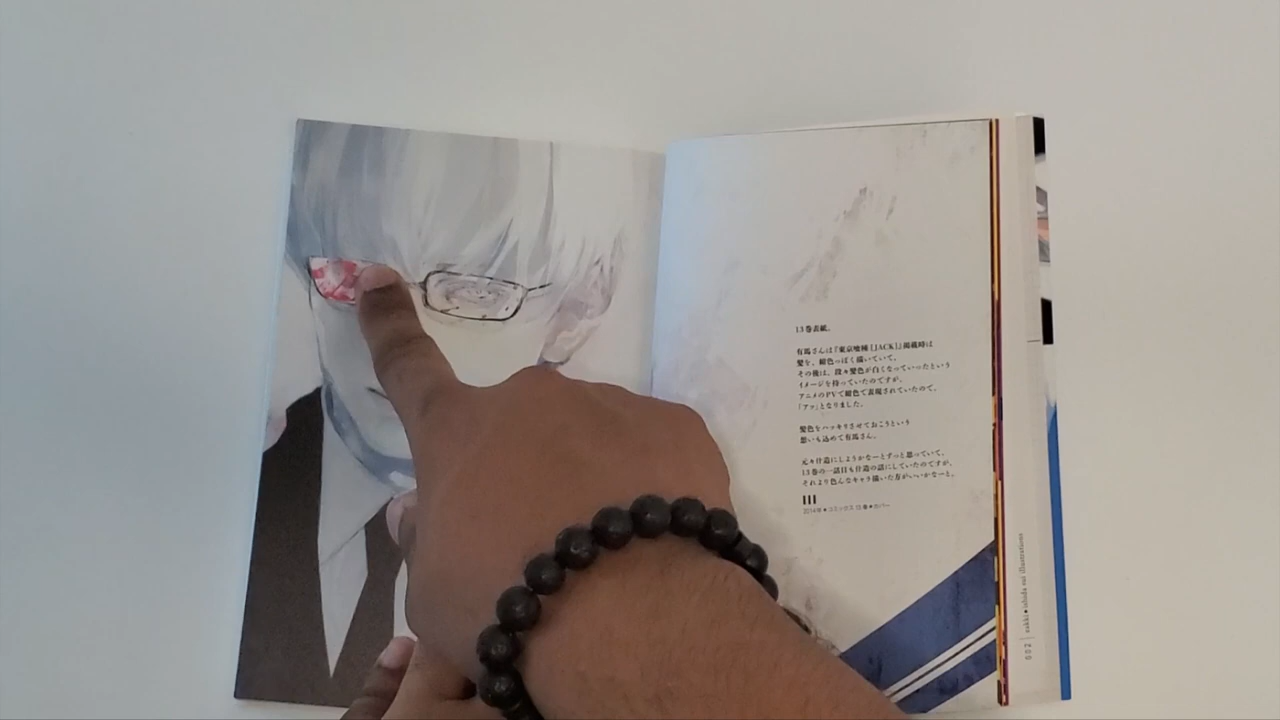 13巻表紙。
有馬さんは『東京喰種[JACK]』掲載時は
髪を、紺色っぽく描いていて、
その後は、段々髪色が白くなっていったという
イメージを持っていたのですが、
アニメのPVで紺色で表現されていたので、
「アッ」となりました。
髪色をハッキリさせておこうという
想いも込めて有馬さん。
元々什造にしようかなーとずっと思っていて、
13巻の一話目も什造の話にしていたのですが、
それより色んなキャラ描いた方がいいかなーと。
2014年●コミックス13巻●カバー
002 | zakki●ishida sui illustrations